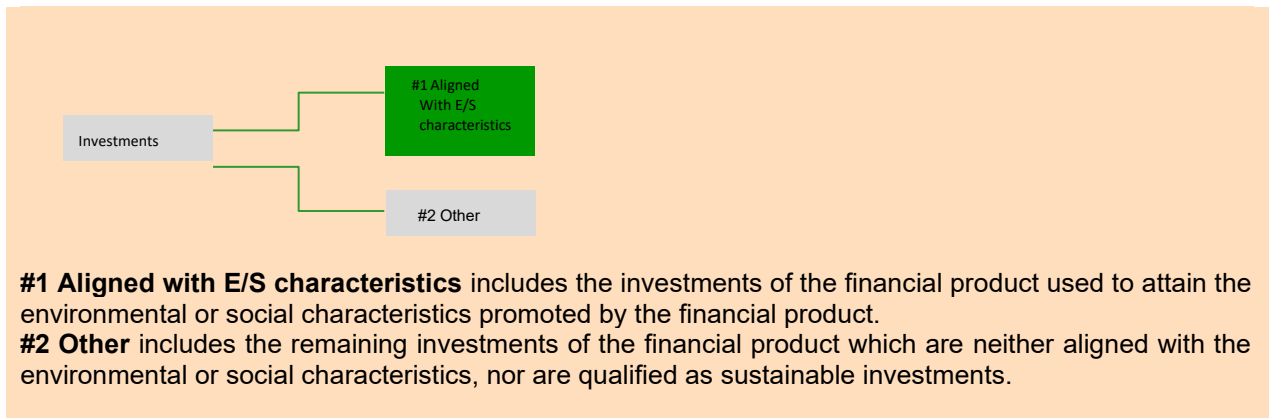 #1 Aligned
With E/S
characteristics
Investments
#2 Other
#1 Aligned with E/S characteristics includes the investments of the financial product used to attain the
environmental or social characteristics promoted by the financial product.
#2 Other includes the remaining investments of the financial product which are neither aligned with the
environmental or social characteristics, nor are qualified as sustainable investments.